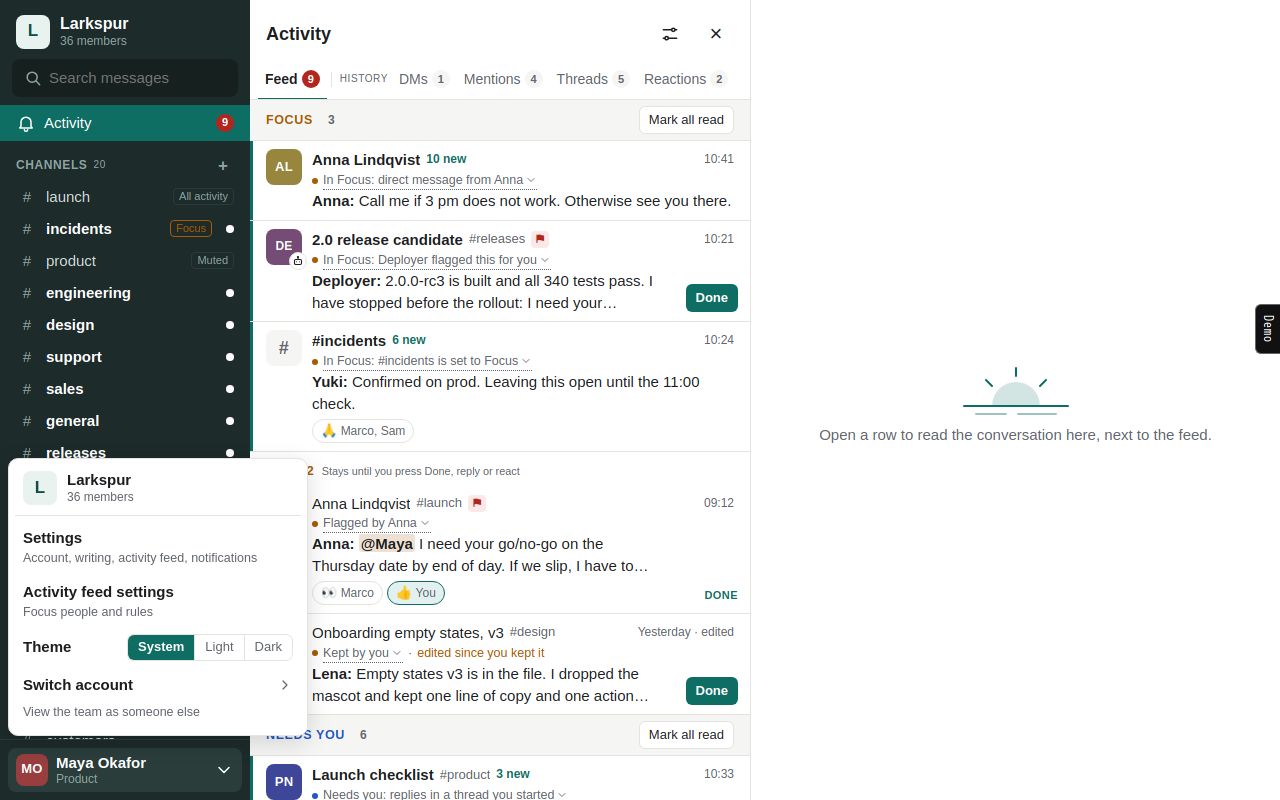 L
Larkspur
36 members
Search messages
Activity
9
CHANNELS 20
+
# launch
All activity
# incidents
Focus
# product
Muted
# engineering
# design
# support
# sales
# general
# releases
L
Larkspur
36 members
Settings
Account, writing, activity feed, notifications
Activity feed settings
Focus people and rules
Theme
System
Light
Dark
Switch account
View the team as someone else
MO
Maya Okafor
Product
Activity
Feed 9
HISTORY
DMs 1
Mentions 4
Threads 5
Reactions 2
FOCUS 3
Mark all read
AL
Anna Lindqvist 10 new
10:41
In Focus: direct message from Anna
Anna: Call me if 3 pm does not work. Otherwise see you there.
DE
2.0 release candidate #releases
10:21
In Focus: Deployer flagged this for you
Deployer: 2.0.0-rc3 is built and all 340 tests pass. I
have stopped before the rollout: I need your…
Done
#
#incidents 6 new
10:24
In Focus: #incidents is set to Focus
Yuki: Confirmed on prod. Leaving this open until the 11:00
check.
🙏 Marco, Sam
2 Stays until you press Done, reply or react
Anna Lindqvist #launch
09:12
Flagged by Anna
Anna: @Maya I need your go/no-go on the
Thursday date by end of day. If we slip, I have to…
👀 Marco
👍 You
DONE
Onboarding empty states, v3 #design
Yesterday · edited
Kept by you · edited since you kept it
Lena: Empty states v3 is in the file. I dropped the
mascot and kept one line of copy and one action…
Done
NEEDS YOU 6
Mark all read
PN
Launch checklist #product 3 new
10:33
Needs you: replies in a thread you started
Open a row to read the conversation here, next to the feed.
Demo